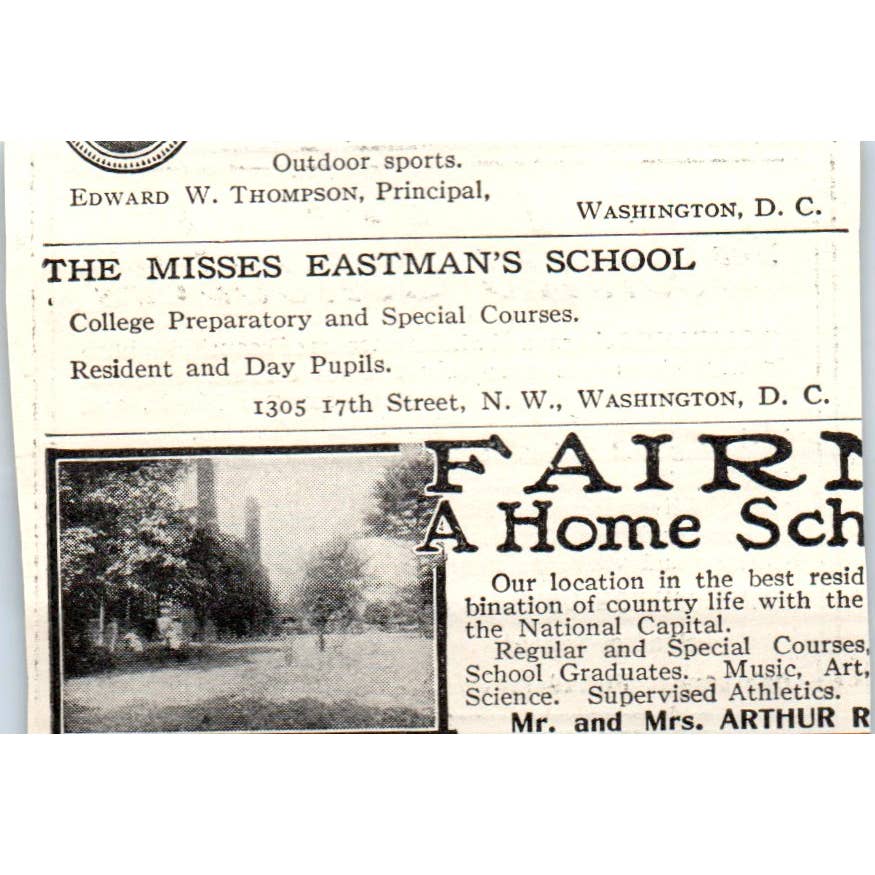 Outdoor sports.
EDWARD W. THOMPSON, Principal,
WASHINGTON, D. C.
THE MISSES EASTMAN'S SCHOOL
College Preparatory and Special Courses.
Resident and Day Pupils.
1305 17th Street, N. W., WASHINGTON, D. C.
FAIR
A Home Sch
Our location in the best resid
bination of country life with the
the National Capital.
Regular and Special Courses,
School Graduates. Music, Art,
Science. Supervised Athletics.
Mr. and Mrs. ARTHUR R